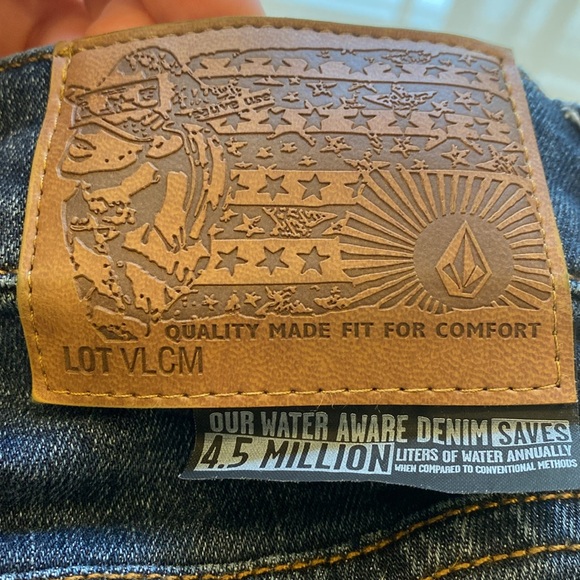 QUALITY MADE FIT FOR COMFORT
LOT VLCM
OUR WATER AWARE DENIM SAVES
4.5 MILLION LITERS OF WATER ANNUALLY
WHEN COMPARED TO CONVENTIONAL METHODS